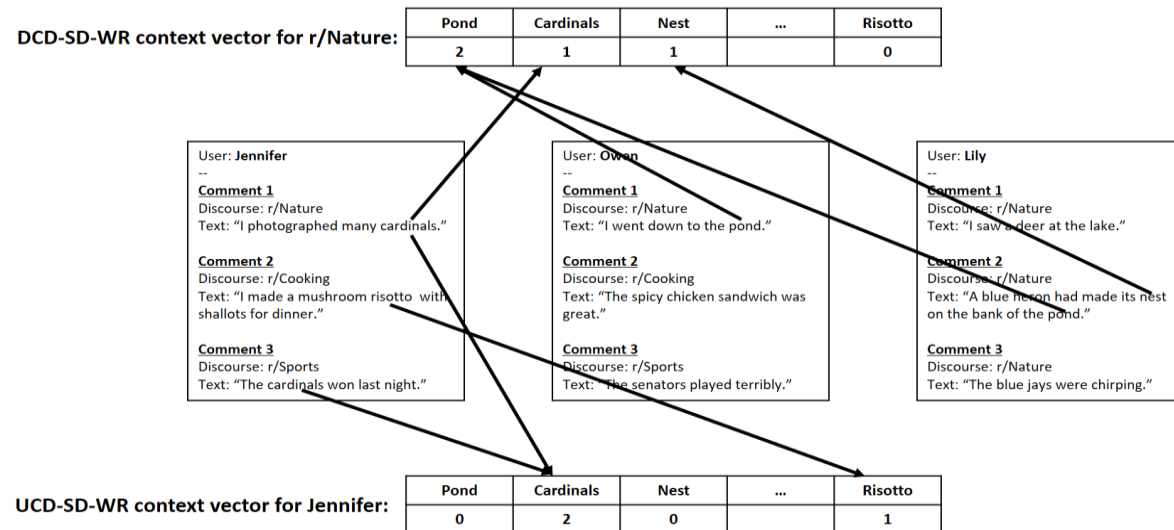 DCD-SD-WR context vector for r/Nature:
Pond Cardinals Nest ... Risotto
2 1 1 0
User: Jennifer
--
Comment 1
Discourse: r/Nature
Text: “I photographed many cardinals.”
Comment 2
Discourse: r/Cooking
Text: “I made a mushroom risotto with
shallots for dinner.”
Comment 3
Discourse: r/Sports
Text: “The cardinals won last night.”
User: Owen
--
Comment 1
Discourse: r/Nature
Text: “I went down to the pond.”
Comment 2
Discourse: r/Cooking
Text: “The spicy chicken sandwich was
great.”
Comment 3
Discourse: r/Sports
Text: “The senators played terribly.”
User: Lily
--
Comment 1
Discourse: r/Nature
Text: “I saw a deer at the lake.”
Comment 2
Discourse: r/Nature
Text: “A blue heron had made its nest
on the bank of the pond.”
Comment 3
Discourse: r/Nature
Text: “The blue jays were chirping.”
UCD-SD-WR context vector for Jennifer:
Pond Cardinals Nest ... Risotto
0 2 0 1